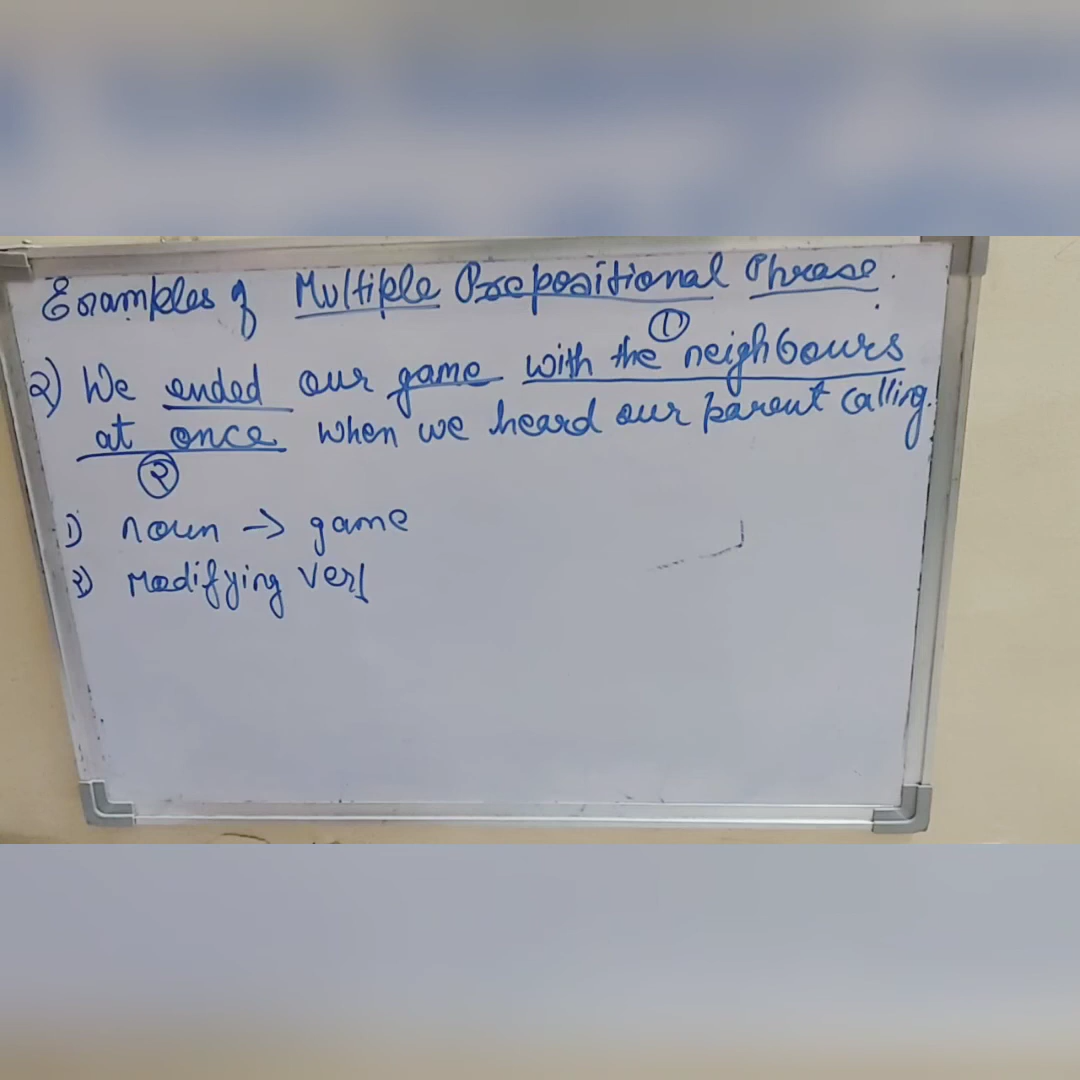 Examples of Multiple Prepositional Phrase.
①
2) We ended our game with the neighbours
at once when we heard our parent calling.
②
1) noun -> game
2) Modifying ver